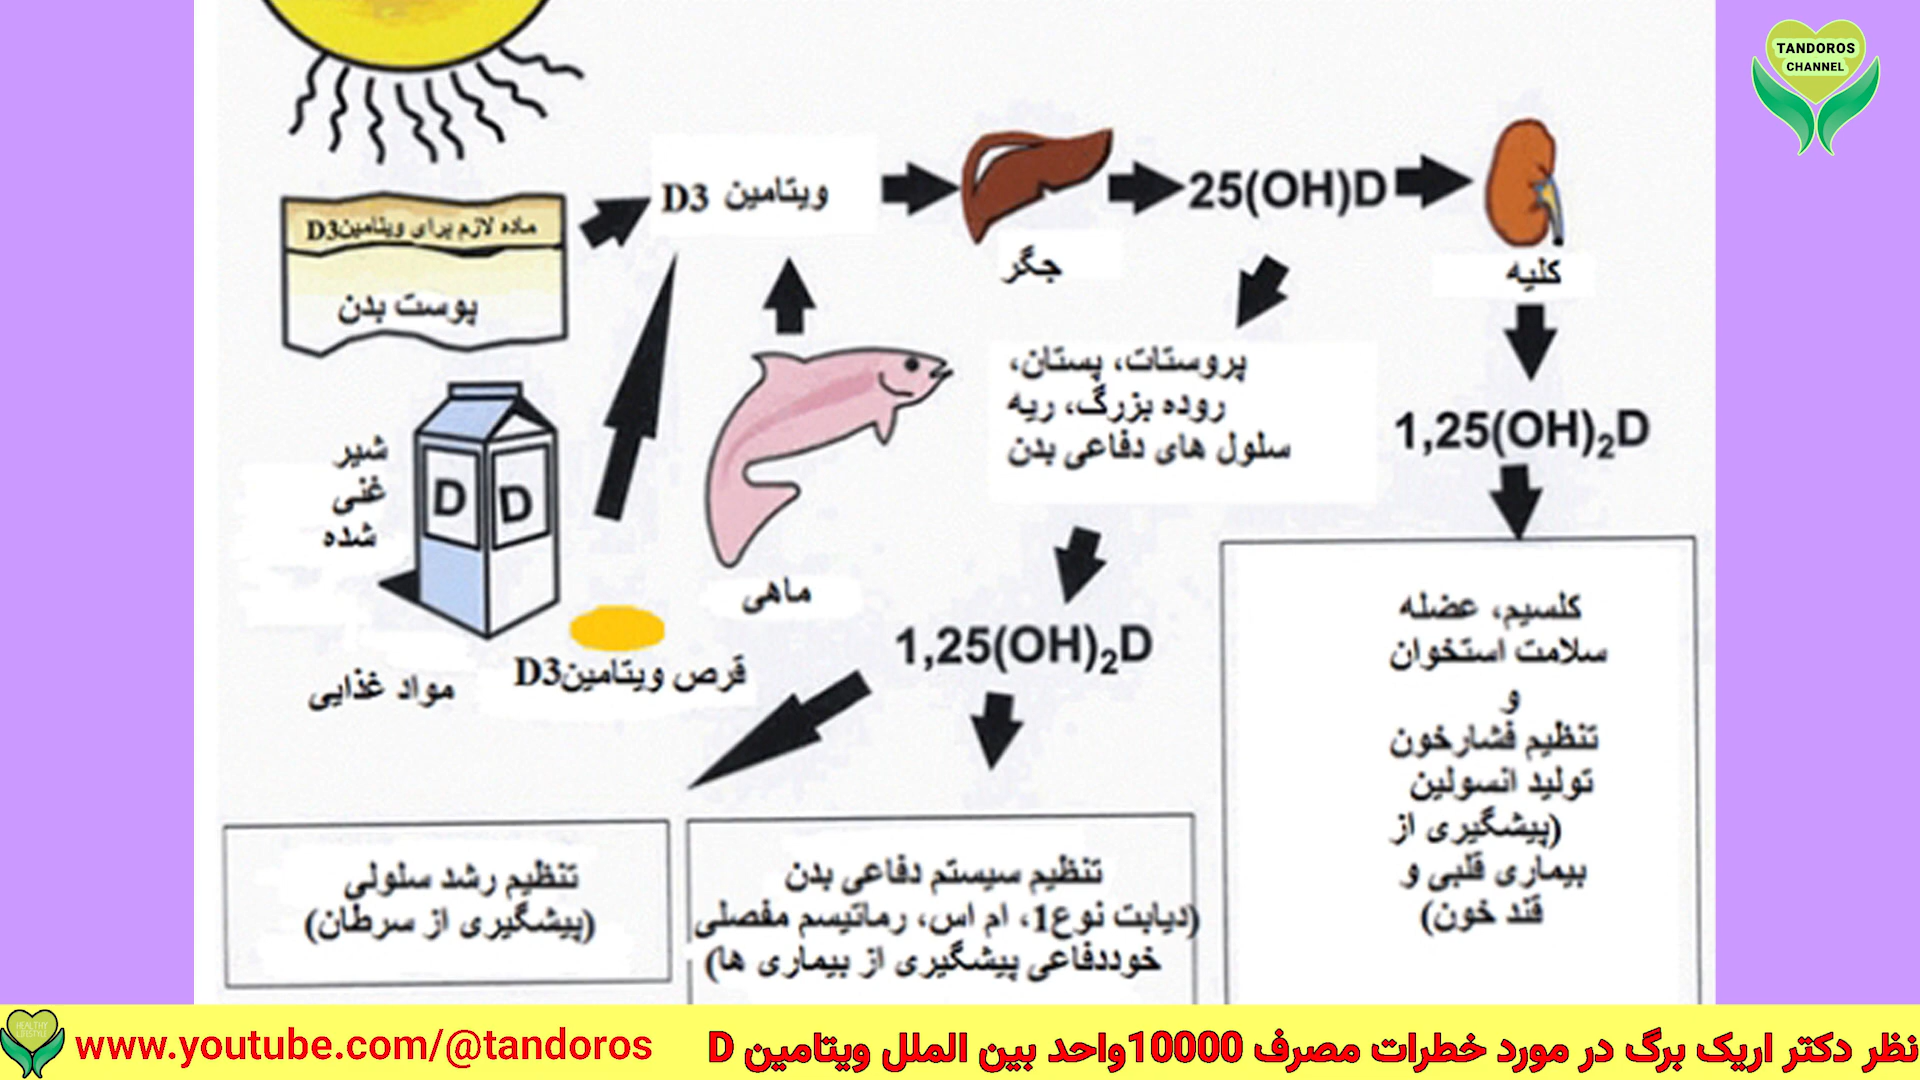 TANDOROS
CHANNEL
ماده لازم برای ویتامینD3
پوست بدن
ویتامین D3
جگر
25(OH)D
کلیه
شیر
غنی
شده
D D
مواد غذایی
قرص ویتامینD3
ماهی
پروستات، پستان،
روده بزرگ، ریه
سلول های دفاعی بدن
1,25(OH)₂D
1,25(OH)₂D
کلسیم، عضله
سلامت استخوان
و
تنظیم فشارخون
تولید انسولین
(پیشگیری از
بیماری قلبی و
قند خون)
تنظیم سیستم دفاعی بدن
(دیابت نوع1، ام اس، رماتیسم مفصلی
خوددفاعی پیشگیری از بیماری ها)
تنظیم رشد سلولی
(پیشگیری از سرطان)
HEALTHY
LIFESTYLE
www.youtube.com/@tandoros
نظر دکتر اریک برگ در مورد خطرات مصرف 10000واحد بین الملل ویتامین D